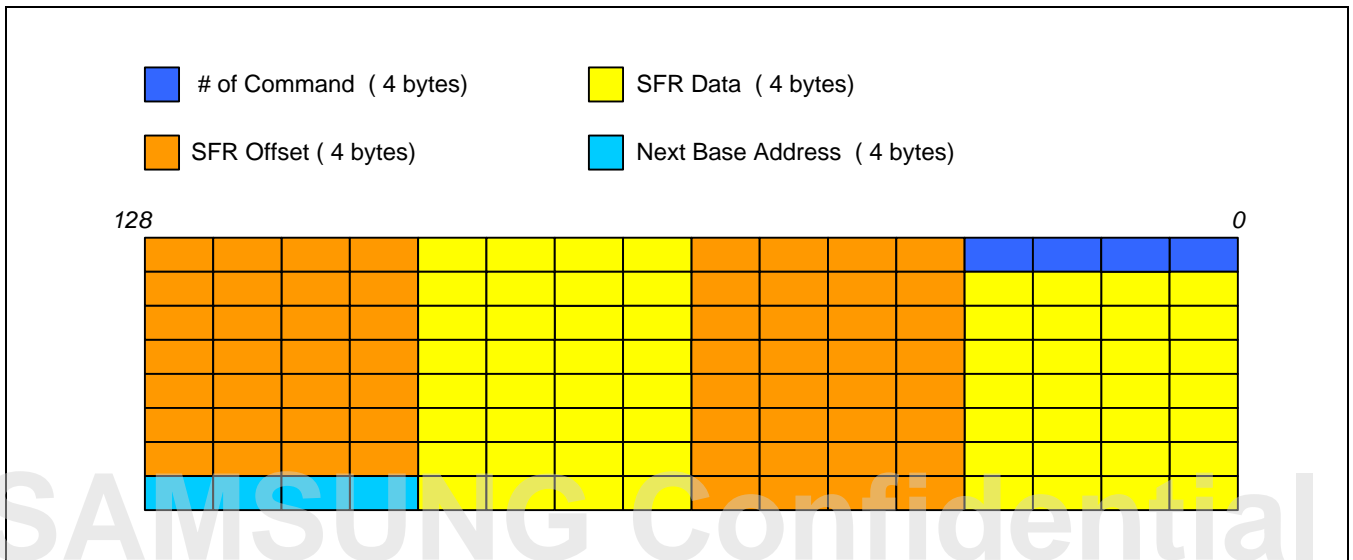 # of Command ( 4 bytes)
SFR Data ( 4 bytes)
SFR Offset ( 4 bytes)
Next Base Address ( 4 bytes)
128
0
SAMSUNG Confidential